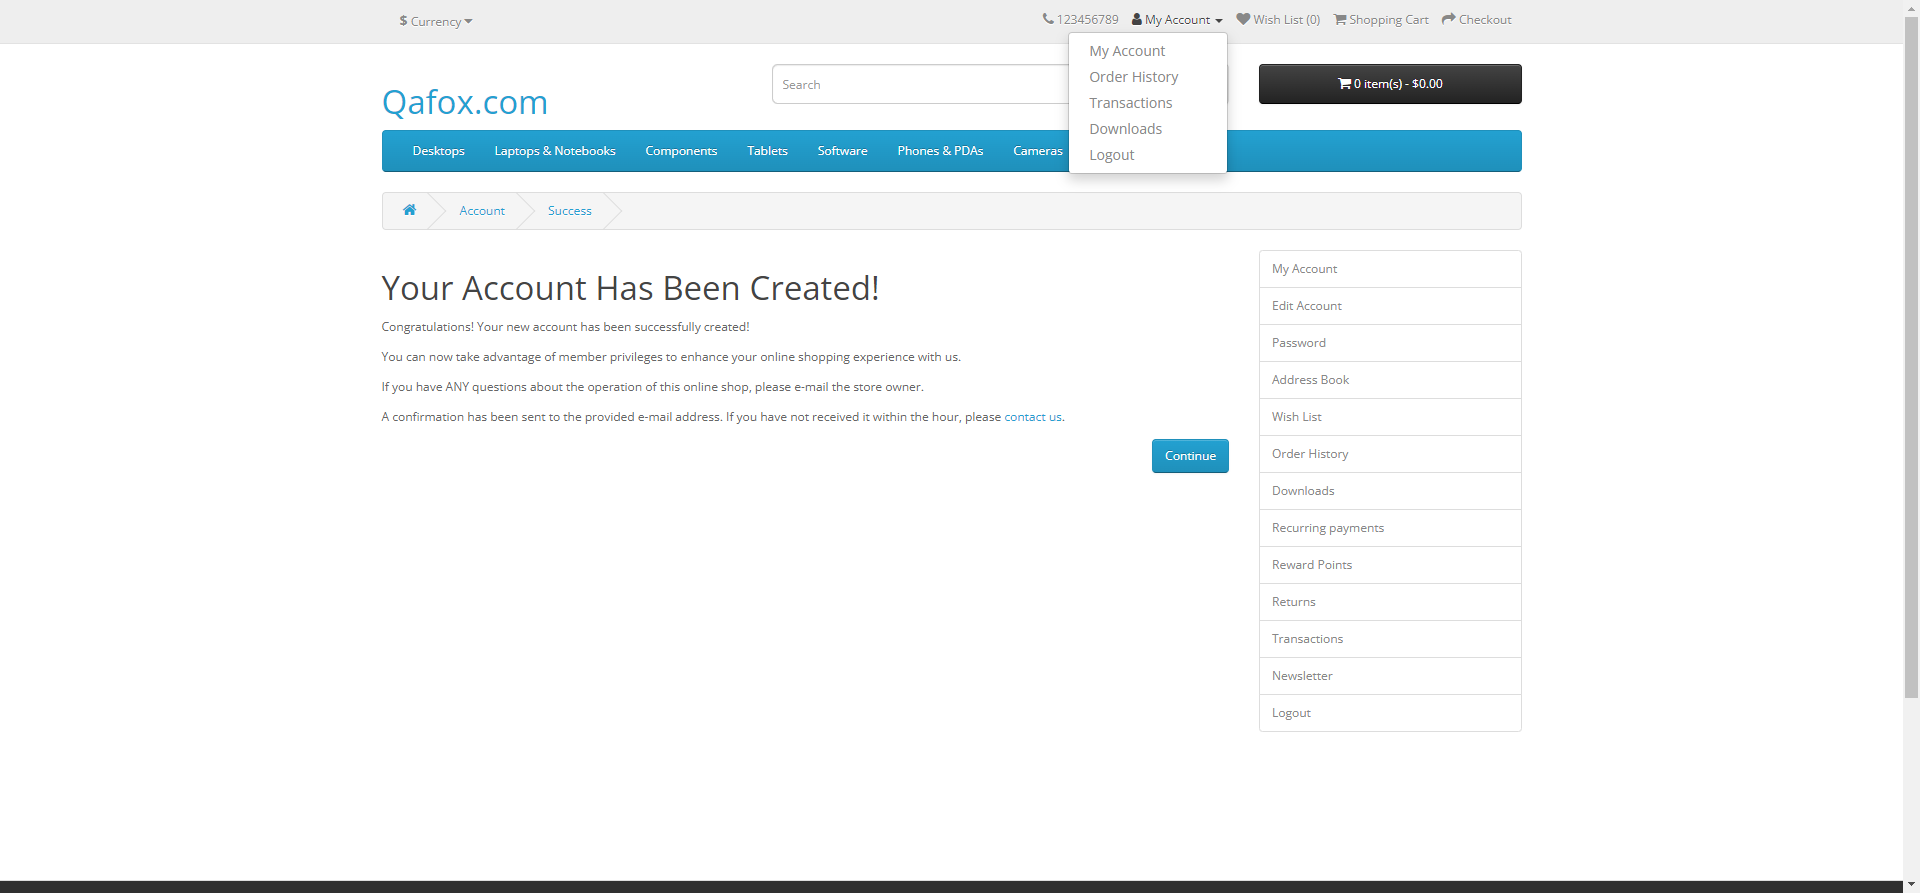 $ Currency
123456789 My Account Wish List (0) Shopping Cart Checkout
My Account
Order History
Transactions
Downloads
Logout
Qafox.com
Search
0 item(s) - $0.00
Desktops Laptops & Notebooks Components Tablets Software Phones & PDAs Cameras
Account Success
Your Account Has Been Created!
Congratulations! Your new account has been successfully created!
You can now take advantage of member privileges to enhance your online shopping experience with us.
If you have ANY questions about the operation of this online shop, please e-mail the store owner.
A confirmation has been sent to the provided e-mail address. If you have not received it within the hour, please contact us.
Continue
My Account
Edit Account
Password
Address Book
Wish List
Order History
Downloads
Recurring payments
Reward Points
Returns
Transactions
Newsletter
Logout